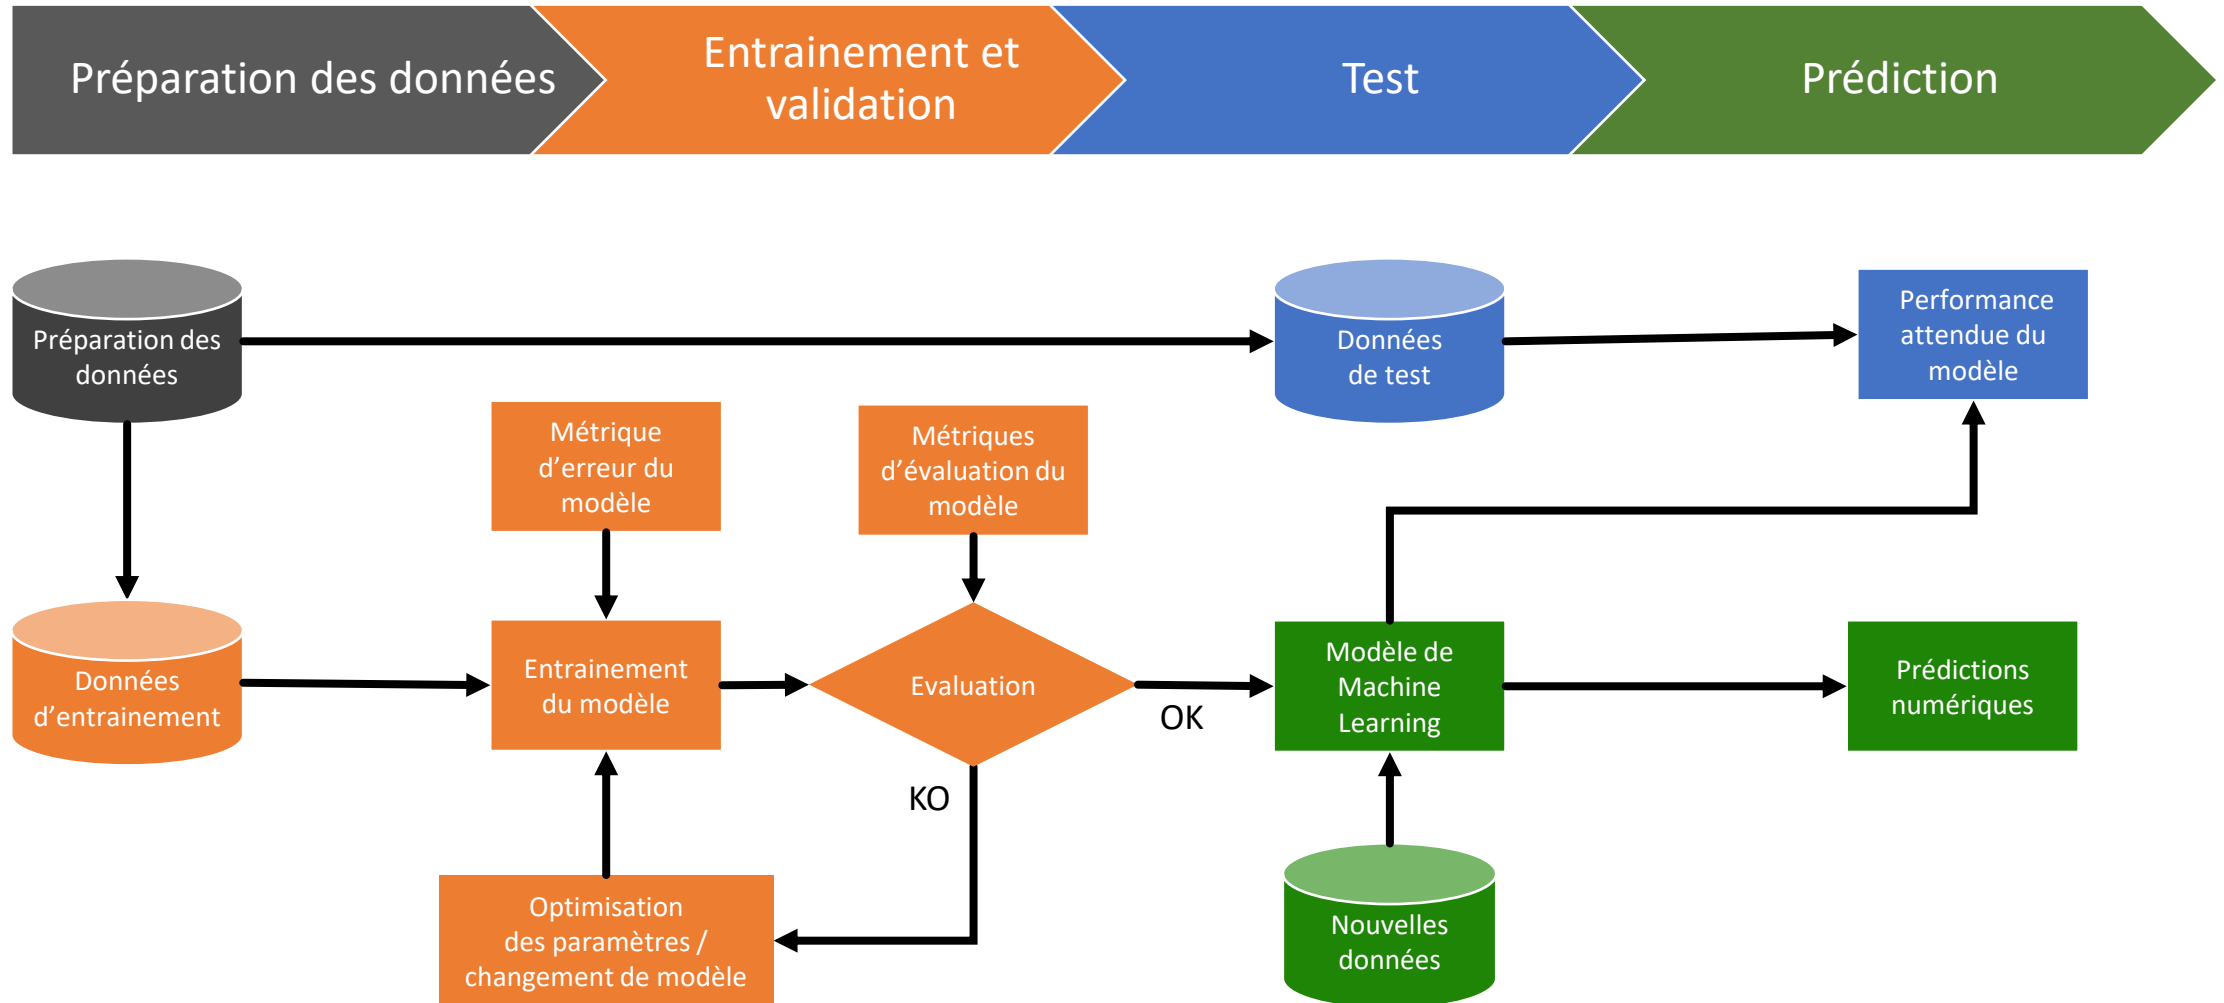 Préparation des données
Entrainement et
validation
Test
Prédiction
Préparation des
données
Données
de test
Performance
attendue du
modèle
Métrique
d’erreur du
modèle
Métriques
d’évaluation du
modèle
Données
d’entrainement
Entrainement
du modèle
Evaluation
OK
Modèle de
Machine
Learning
Prédictions
numériques
KO
Optimisation
des paramètres /
changement de modèle
Nouvelles
données